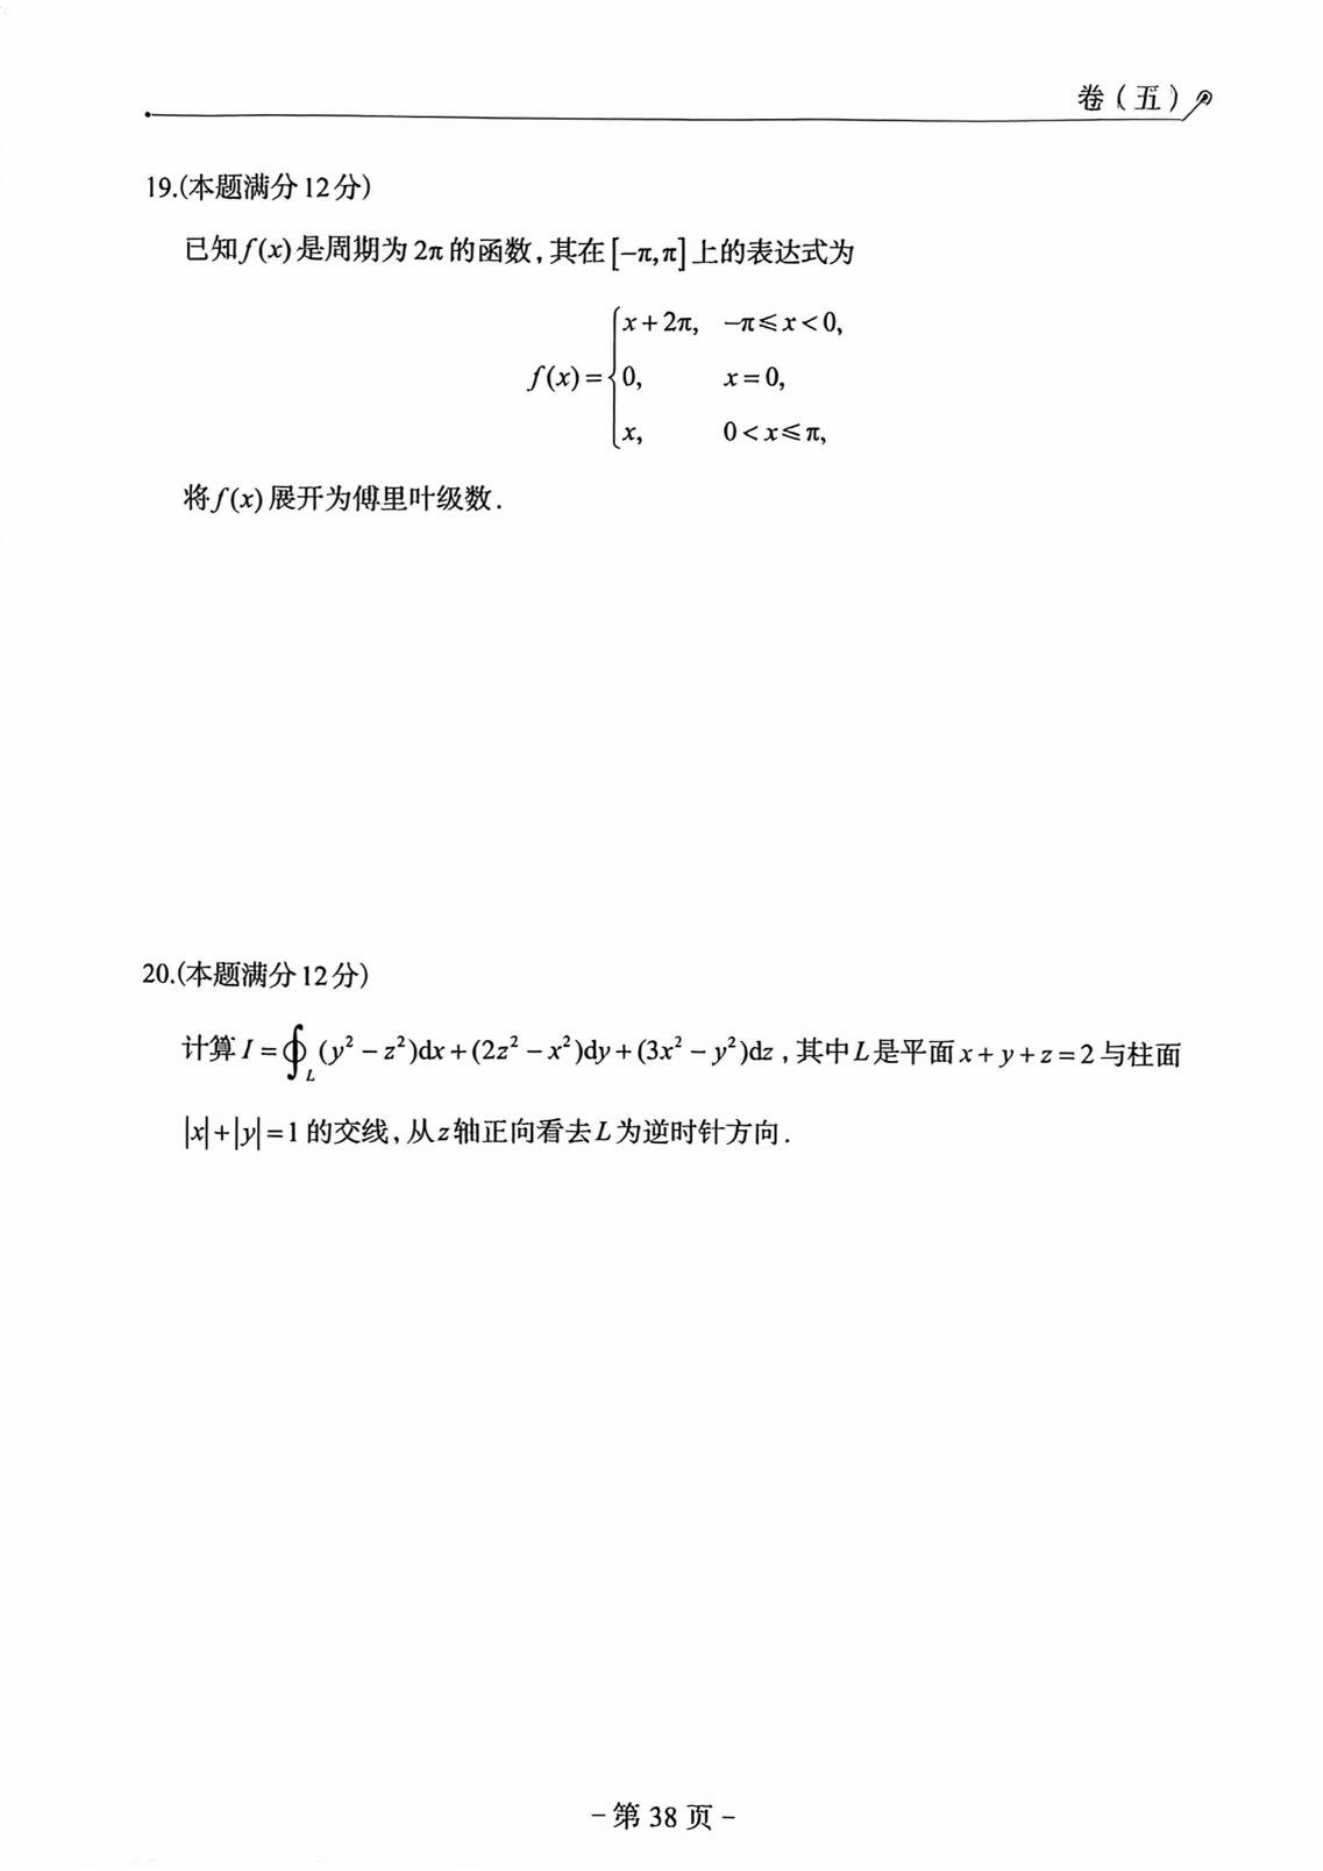 卷（五）
19.(本题满分12分)
已知f(x)是周期为2π的函数,其在[-π,π]上的表达式为
f(x)={x+2π, -π⩽x<0,
0, x=0,
x, 0<x⩽π,
将f(x)展开为傅里叶级数.
20.(本题满分12分)
计算I=∮_L(y²-z²)dx+(2z²-x²)dy+(3x²-y²)dz,其中L是平面x+y+z=2与柱面
|x|+|y|=1的交线,从z轴正向看去L为逆时针方向.
-第38页-